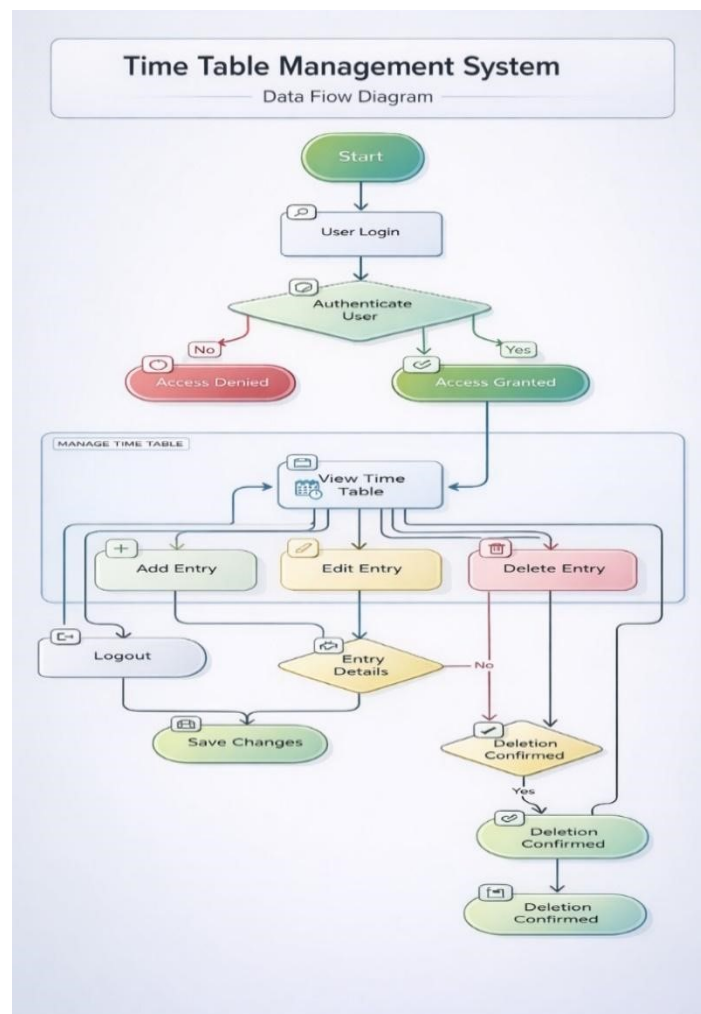 Time Table Management System
Data Flow Diagram
Start
User Login
Authenticate
User
No
Yes
Access Denied
Access Granted
MANAGE TIME TABLE
View Time
Table
Add Entry
Edit Entry
Delete Entry
Logout
Entry
Details
No
Save Changes
Deletion
Confirmed
Yes
Deletion
Confirmed
Deletion
Confirmed